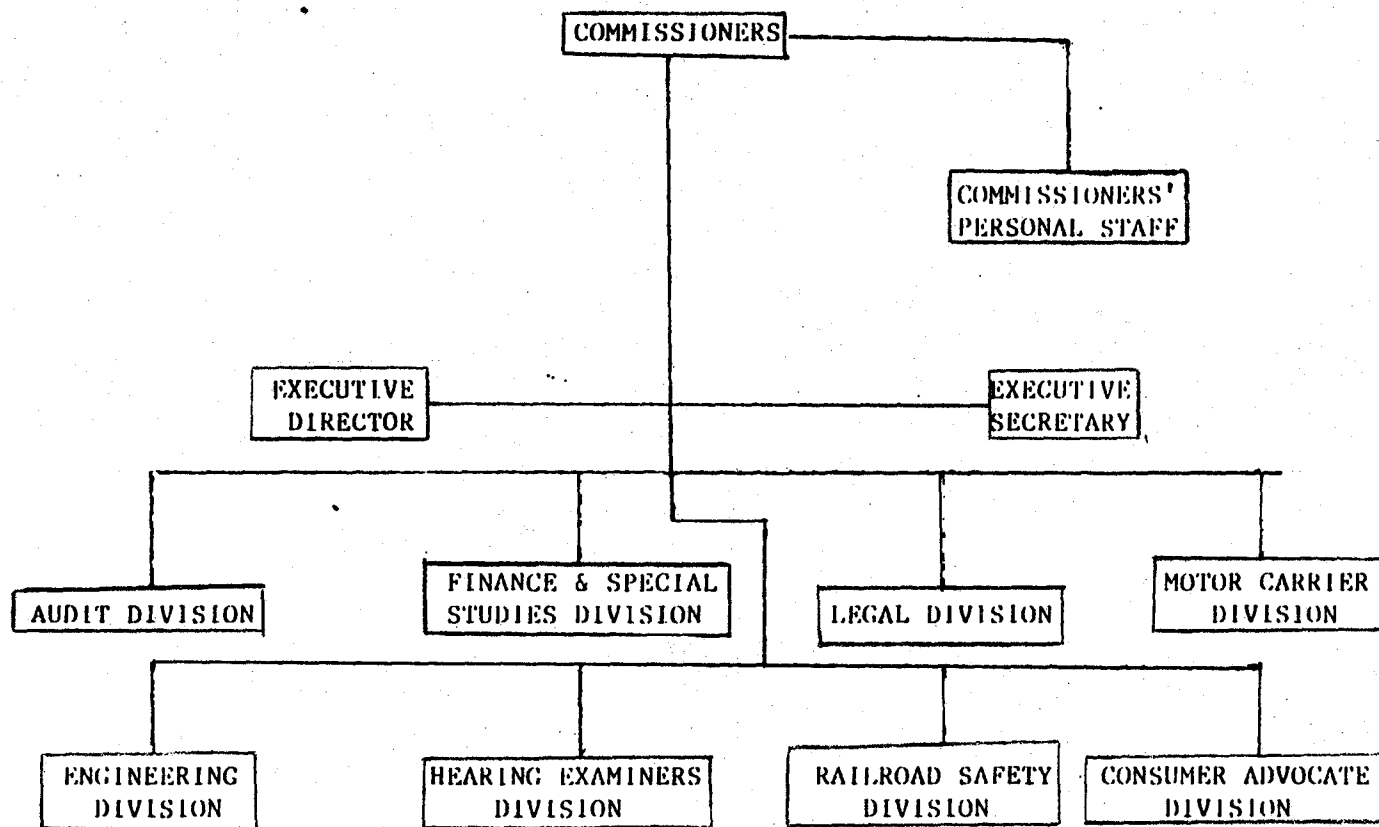 COMMISSIONERS
COMMISSIONERS'
PERSONAL STAFF
EXECUTIVE
DIRECTOR
EXECUTIVE
SECRETARY
AUDIT DIVISION
FINANCE & SPECIAL
STUDIES DIVISION
LEGAL DIVISION
MOTOR CARRIER
DIVISION
ENGINEERING
DIVISION
HEARING EXAMINERS
DIVISION
RAILROAD SAFETY
DIVISION
CONSUMER ADVOCATE
DIVISION